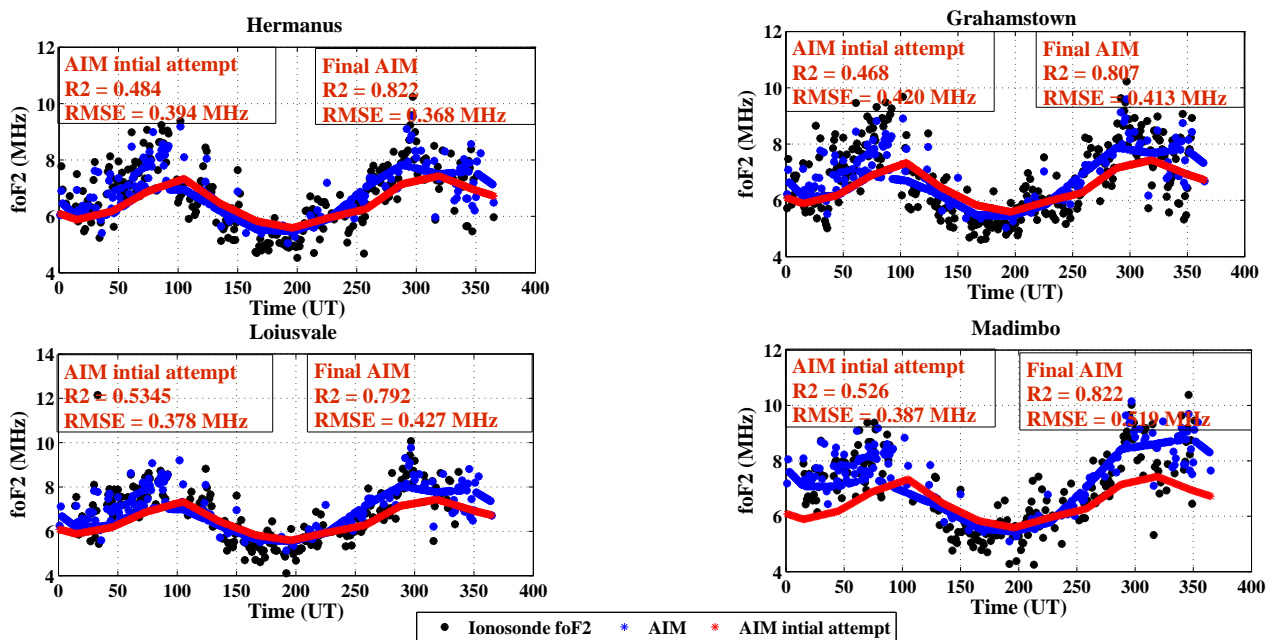 Hermanus
Grahamstown
12
10
8
6
4
foF2 (MHz)
AIM intial attempt
R2 = 0.484
RMSE = 0.394 MHz
Final AIM
R2 = 0.822
RMSE = 0.368 MHz
0 50 100 150 200 250 300 350 400
Time (UT)
12
10
8
6
4
foF2 (MHz)
AIM intial attempt
R2 = 0.468
RMSE = 0.420 MHz
Final AIM
R2 = 0.807
RMSE = 0.413 MHz
0 50 100 150 200 250 300 350 400
Time (UT)
Loiusvale
14
12
10
8
6
4
foF2 (MHz)
AIM intial attempt
R2 = 0.5345
RMSE = 0.378 MHz
Final AIM
R2 = 0.792
RMSE = 0.427 MHz
0 50 100 150 200 250 300 350 400
Time (UT)
Madimbo
12
10
8
6
4
foF2 (MHz)
AIM intial attempt
R2 = 0.526
RMSE = 0.387 MHz
Final AIM
R2 = 0.822
RMSE = 0.519 MHz
0 50 100 150 200 250 300 350 400
Time (UT)
Ionosonde foF2 AIM AIM intial attempt